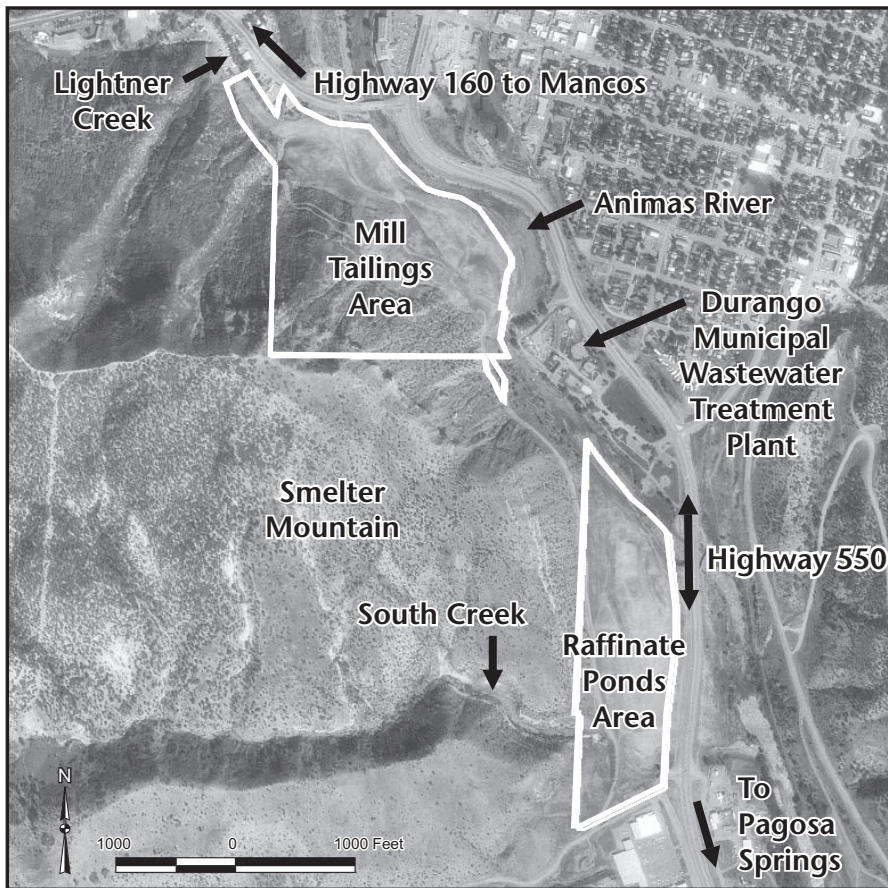 Lightner
Creek
Highway 160 to Mancos
Animas River
Mill
Tailings
Area
Durango
Municipal
Wastewater
Treatment
Plant
Smelter
Mountain
Highway 550
South Creek
Raffinate
Ponds
Area
N
1000 0 1000 Feet
To
Pagosa
Springs